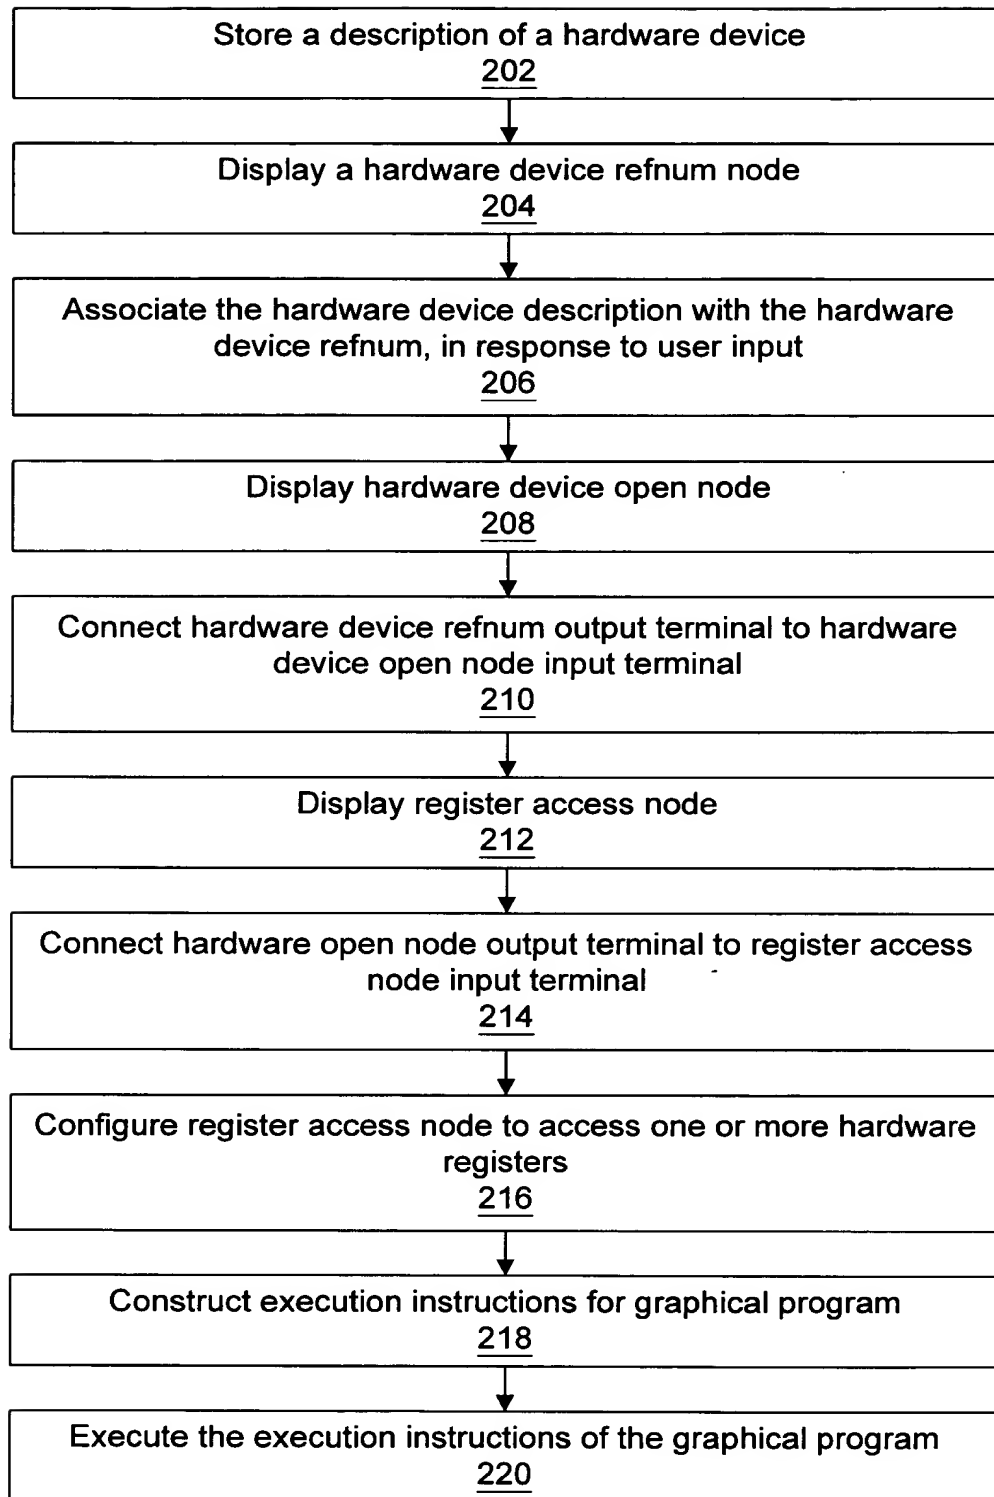 Store a description of a hardware device
202
Display a hardware device refnum node
204
Associate the hardware device description with the hardware
device refnum, in response to user input
206
Display hardware device open node
208
Connect hardware device refnum output terminal to hardware
device open node input terminal
210
Display register access node
212
Connect hardware open node output terminal to register access
node input terminal
214
Configure register access node to access one or more hardware
registers
216
Construct execution instructions for graphical program
218
Execute the execution instructions of the graphical program
220